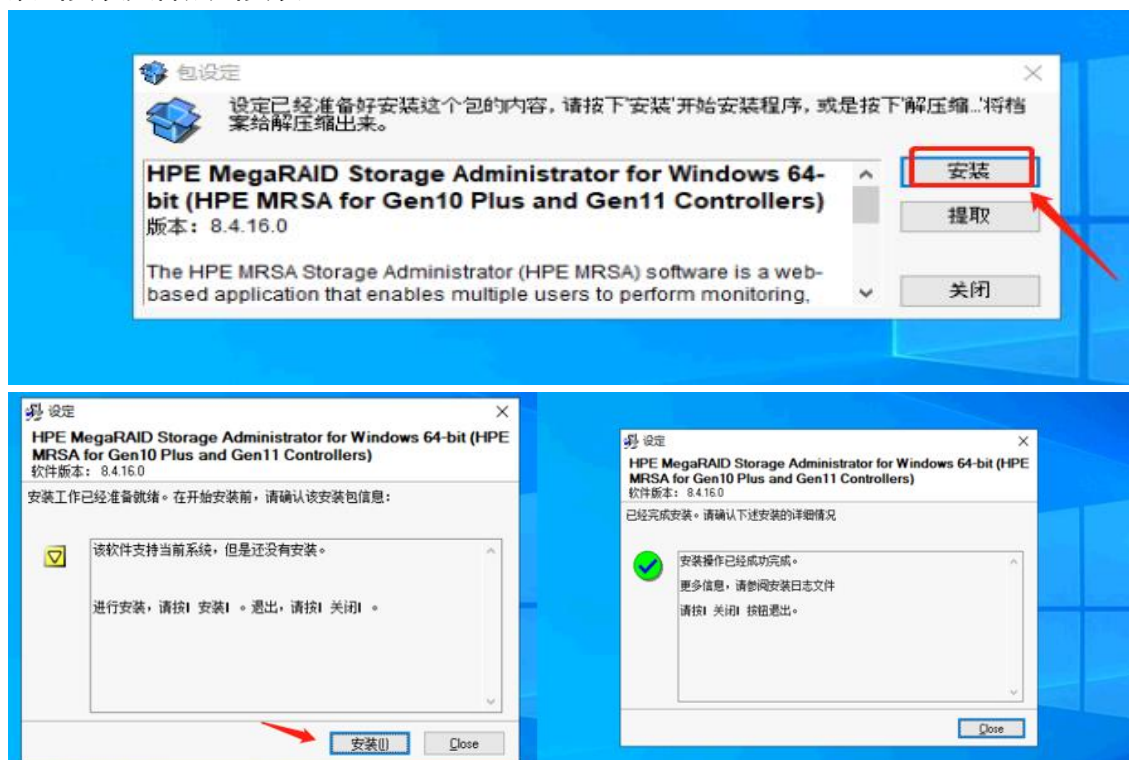 包设定
设定已经准备好安装这个包的内容，请按下'安装'开始安装程序，或是按下'解压缩...'将档
案给解压缩出来。
HPE MegaRAID Storage Administrator for Windows 64-
bit (HPE MRSA for Gen10 Plus and Gen11 Controllers)
版本： 8.4.16.0
The HPE MRSA Storage Administrator (HPE MRSA) software is a web-
based application that enables multiple users to perform monitoring,
安装
提取
关闭
设定
HPE MegaRAID Storage Administrator for Windows 64-bit (HPE
MRSA for Gen10 Plus and Gen11 Controllers)
软件版本： 8.4.16.0
安装工作已经准备就绪。在开始安装前，请确认该安装包信息：
该软件支持当前系统，但是还没有安装。
进行安装，请按I 安装I 。退出，请按I 关闭I 。
安装(I)
Close
设定
HPE MegaRAID Storage Administrator for Windows 64-bit (HPE
MRSA for Gen10 Plus and Gen11 Controllers)
软件版本： 8.4.16.0
已经完成安装。请确认下述安装的详细情况
安装操作已经成功完成。
更多信息，请参阅安装日志文件
请按I 关闭I 按钮退出。
Close